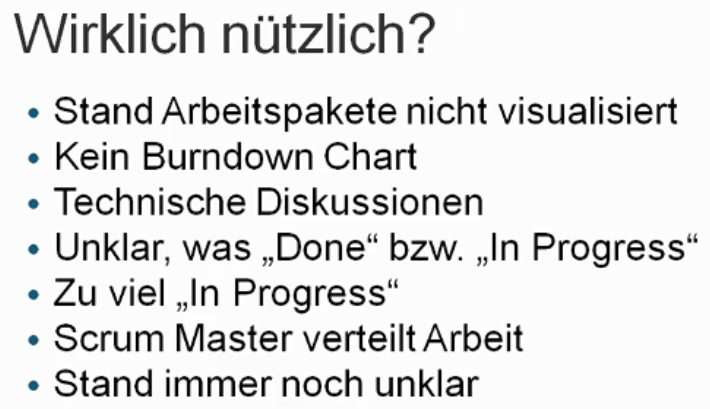 Wirklich nützlich?
• Stand Arbeitspakete nicht visualisiert
• Kein Burndown Chart
• Technische Diskussionen
• Unklar, was „Done“ bzw. „In Progress“
• Zu viel „In Progress“
• Scrum Master verteilt Arbeit
• Stand immer noch unklar